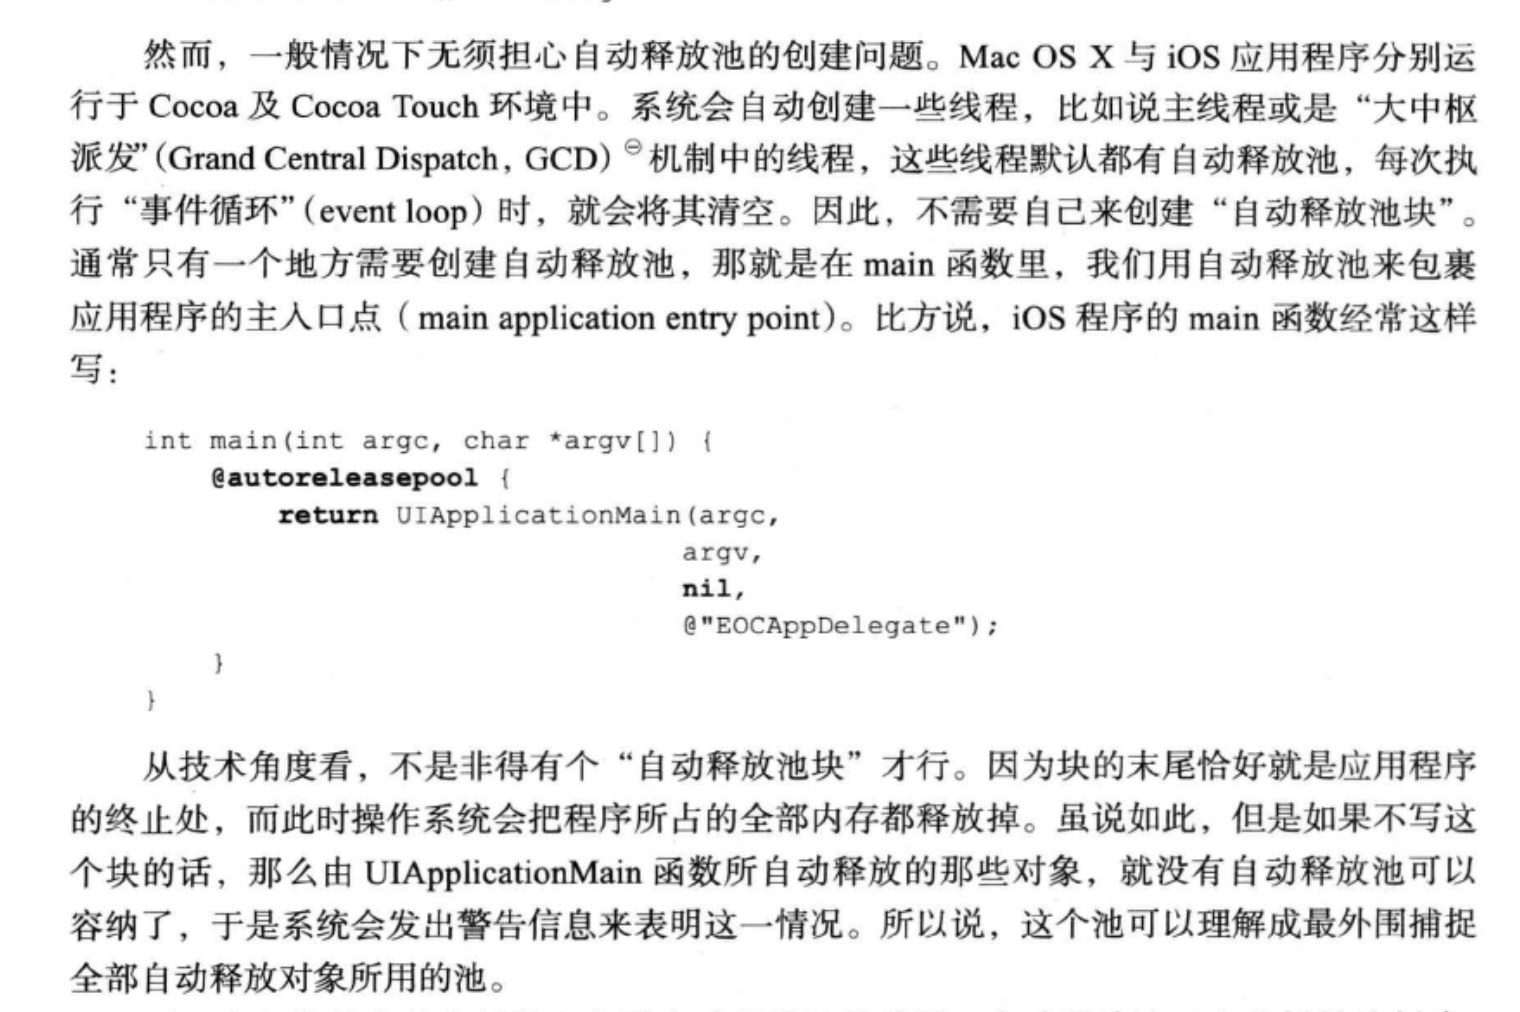 然而，一般情况下无须担心自动释放池的创建问题。Mac OS X 与 iOS 应用程序分别运
行于 Cocoa 及 Cocoa Touch 环境中。系统会自动创建一些线程，比如说主线程或是“大中枢
派发”（Grand Central Dispatch，GCD）㊀机制中的线程，这些线程默认都有自动释放池，每次执
行“事件循环”（event loop）时，就会将其清空。因此，不需要自己来创建“自动释放池块”。
通常只有一个地方需要创建自动释放池，那就是在 main 函数里，我们用自动释放池来包裹
应用程序的主入口点（main application entry point）。比方说，iOS 程序的 main 函数经常这样
写：
int main(int argc, char *argv[]) {
    @autoreleasepool {
        return UIApplicationMain(argc,
                                 argv,
                                 nil,
                                 @"EOCAppDelegate");
    }
}
从技术角度看，不是非得有个“自动释放池块”才行。因为块的末尾恰好就是应用程序
的终止处，而此时操作系统会把程序所占的全部内存都释放掉。虽说如此，但是如果不写这
个块的话，那么由 UIApplicationMain 函数所自动释放的那些对象，就没有自动释放池可以
容纳了，于是系统会发出警告信息来表明这一情况。所以说，这个池可以理解成最外围捕捉
全部自动释放对象所用的池。